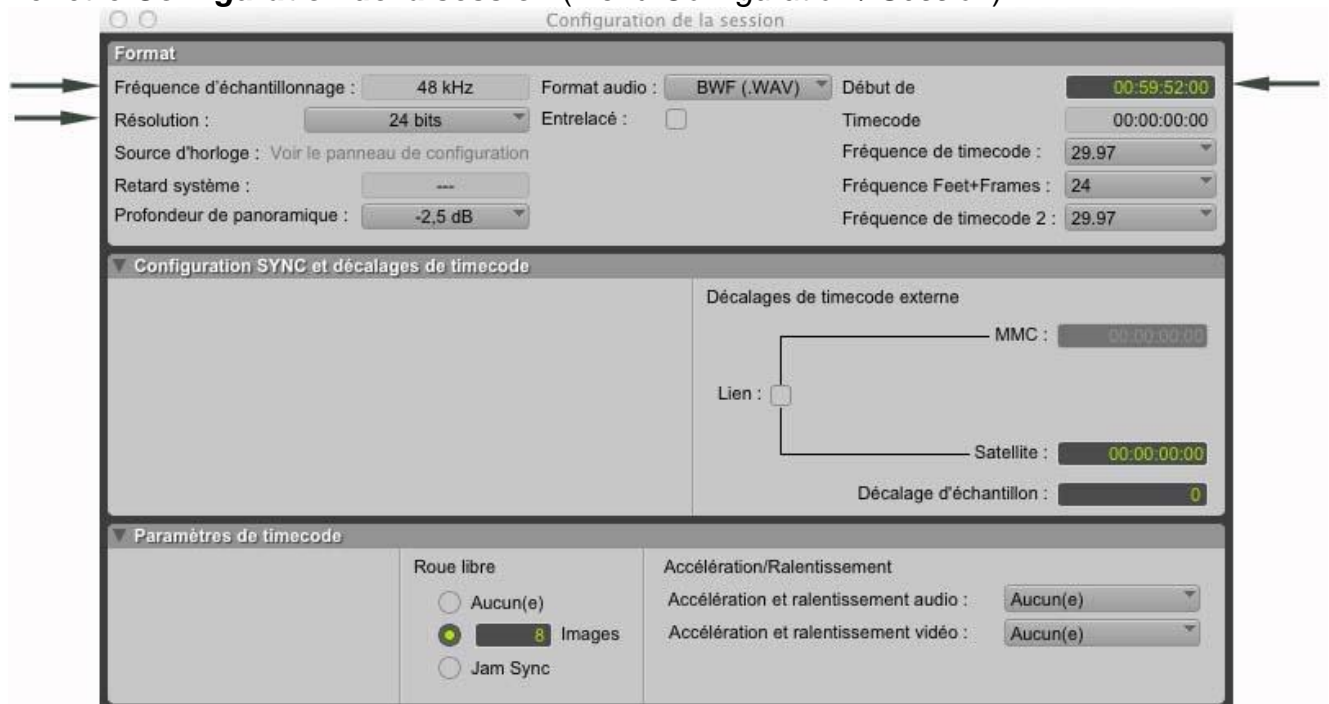 Configuration de la session
Format
Fréquence d'échantillonnage : 48 kHz Format audio : BWF (.WAV) Début de 00:59:52:00
Résolution : 24 bits Entrelacé : Timecode 00:00:00:00
Source d'horloge : Voir le panneau de configuration Fréquence de timecode : 29.97
Retard système : --- Fréquence Feet+Frames : 24
Profondeur de panoramique : -2,5 dB Fréquence de timecode 2 : 29.97
Configuration SYNC et décalages de timecode
Décalages de timecode externe
MMC : 00:00:00:00
Lien :
Satellite : 00:00:00:00
Décalage d'échantillon : 0
Paramètres de timecode
Roue libre Accélération/Ralentissement
Aucun(e) Accélération et ralentissement audio : Aucun(e)
8 Images Accélération et ralentissement vidéo : Aucun(e)
Jam Sync